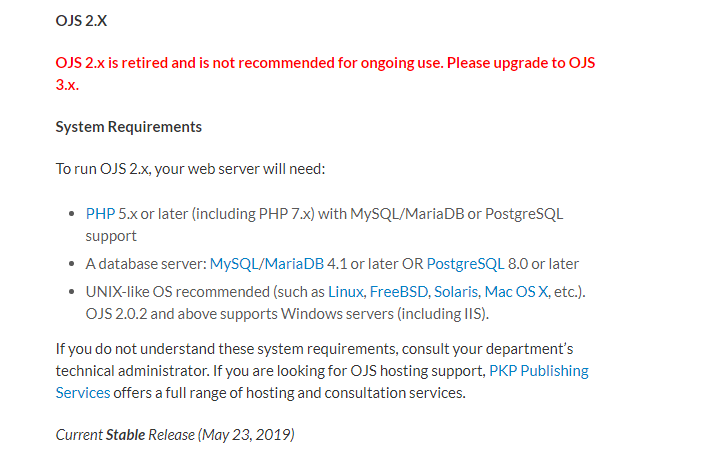 OJS 2.X
OJS 2.x is retired and is not recommended for ongoing use. Please upgrade to OJS
3.x.
System Requirements
To run OJS 2.x, your web server will need:
PHP 5.x or later (including PHP 7.x) with MySQL/MariaDB or PostgreSQL
support
A database server: MySQL/MariaDB 4.1 or later OR PostgreSQL 8.0 or later
UNIX-like OS recommended (such as Linux, FreeBSD, Solaris, Mac OS X, etc.).
OJS 2.0.2 and above supports Windows servers (including IIS).
If you do not understand these system requirements, consult your department's
technical administrator. If you are looking for OJS hosting support, PKP Publishing
Services offers a full range of hosting and consultation services.
Current Stable Release (May 23, 2019)